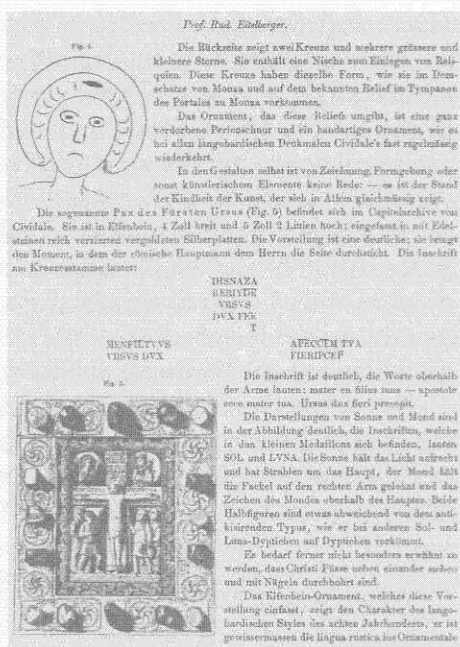 Prof. Rud. Eitelberger.
Fig. 4.
Die Rückseite zeigt zwei Kreuze und mehrere grössere und
kleinere Sterne. Sie enthält eine Nische zum Einlegen von Reli-
quien. Diese Kreuze haben dieselbe Form, wie sie im Dom-
schatze von Monza und auf dem bekannten Relief im Tympanon
des Portales zu Monza vorkommen.
Das Ornament, das diese Reliefs umgibt, ist eine ganz
verdorbene Perlenschnur und ein bandartiges Ornament, wie es
bei allen langobardischen Denkmalen Cividale's fast regelmässig
wiederkehrt.
In den Gestalten selbst ist von Zeichnung, Formgebung oder
sonst künstlerischem Elemente keine Rede: — es ist der Stand
der Kindheit der Kunst, der sich in Allem gleichmässig zeigt.
Die sogenannte Pax des Fürsten Ursus (Fig. 5) befindet sich im Capitelarchive von
Cividale. Sie ist in Elfenbein, 4 Zoll breit und 5 Zoll 2 Linien hoch; eingefasst in mit Edel-
steinen reich verzierten vergoldeten Silberplatten. Die Vorstellung ist eine deutliche; sie bringt
den Moment, in dem der römische Hauptmann dem Herrn die Seite durchsticht. Die Inschrift
am Kreuzesstamme lautet:
IHSNAZA
VRSVS
T
VRSVS DVX
Fig. 5.
Die Inschrift ist deutlich, die Worte oberhalb
der Arme lauten: mater en filius tuus — apostole
ecce mater tua. Ursus dux fieri precepit.
Die Darstellungen von Sonne und Mond sind
in der Abbildung deutlich, die Inschriften, welche
in den kleinen Medaillons sich befinden, lauten
SOL und LVNA. Die Sonne hält das Licht aufrecht
und hat Strahlen um das Haupt, der Mond hält
die Fackel auf den rechten Arm gelehnt und das
Zeichen des Mondes oberhalb des Hauptes. Beide
Halbfiguren sind etwas abweichend von dem anti-
kisirenden Typus, wie er bei anderen Sol- und
Luna-Dyptichen auf Dyptichen vorkömmt.
Es bedarf ferner nicht besonders erwähnt zu
werden, dass Christi Füsse neben einander stehen
und mit Nägeln durchbohrt sind.
Das Elfenbein-Ornament, welches diese Vor-
stellung einfasst, zeigt den Charakter des lango-
bardischen Styles des achten Jahrhunderts, er ist
gewissermassen die lingua rustica ins Ornamentale